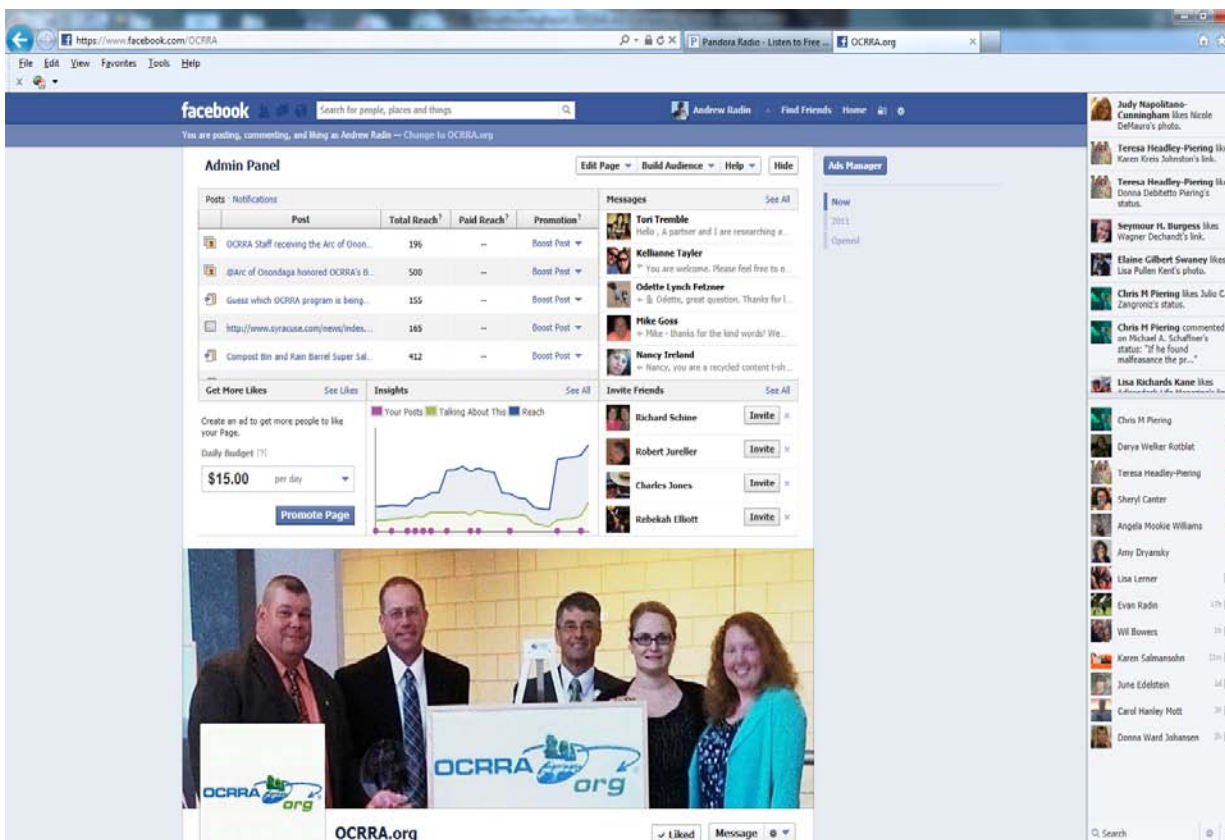 https://www.facebook.com/OCRRA
Pandora Radio - Listen to Free ...
OCRRA.org
File Edit View Favorites Tools Help
facebook
Search for people, places and things
Andrew Radin
Find Friends
Home
You are posting, commenting, and liking as Andrew Radin — Change to OCRRA.org
Admin Panel
Edit Page
Build Audience
Help
Hide
Ads Manager
Now
2011
Opened
Posts · Notifications
Post Total Reach? Paid Reach? Promotion?
OCRRA Staff receiving the Arc of Onon... 196 -- Boost Post
@Arc of Onondaga honored OCRRA's B... 500 -- Boost Post
Guess which OCRRA program is being... 155 -- Boost Post
http://www.syracuse.com/news/index... 165 -- Boost Post
Compost Bin and Rain Barrel Super Sal... 412 -- Boost Post
Messages See All
Tori Tremble
Hello , A partner and I are researching a...
Kellianne Tayler
You are welcome. Please feel free to n...
Odette Lynch Fetzner
Odette, great question. Thanks for l...
Mike Goss
Mike - thanks for the kind words! We...
Nancy Ireland
Nancy, you are a recycled content t-sh...
Get More Likes See Likes
Create an ad to get more people to like
your Page.
Daily Budget [?]
$15.00 per day
Promote Page
Insights See All
Your Posts Talking About This Reach
Invite Friends See All
Richard Schine Invite
Robert Jureller Invite
Charles Jones Invite
Rebekah Elliott Invite
OCRRA
org
OCRRA
org
OCRRA.org
Liked
Message
Judy Napolitano-
Cunningham likes Nicole
DeMauro's photo.
Teresa Headley-Piering
Karen Kreis Johnston's link.
Teresa Headley-Piering
Donna Debitetto Piering's
status.
Seymour H. Burgess likes
Wagner Dechandt's link.
Elaine Gilbert Swaney likes
Lisa Pullen Kent's photo.
Chris M Piering likes Julio C.
Zangroniz's status.
Chris M Piering commented
on Michael A. Schaffner's
status: "If he found
malfeasance the pr..."
Lisa Richards Kane likes
Chris M Piering
Darya Welker Rotblat
Teresa Headley-Piering
Sheryl Canter
Angela Mookie Williams
Amy Dryansky
Lisa Lerner
Evan Radin
Wil Bowers
Karen Salmansohn
June Edelstein
Carol Hanley Mott
Donna Ward Johansen
Search